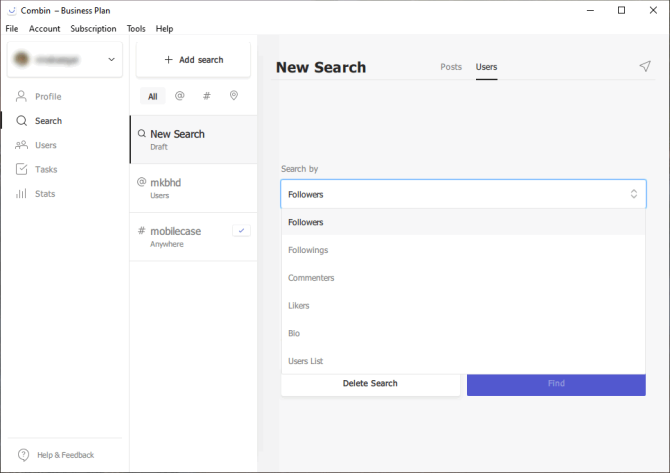 Combin – Business Plan
File Account Subscription Tools Help
Profile
Search
Users
Tasks
Stats
Help & Feedback
+ Add search
All @ #
New Search
Draft
@ mkbhd
Users
# mobilecase
Anywhere
New Search
Posts Users
Search by
Followers
Followers
Followings
Commenters
Likers
Bio
Users List
Delete Search
Find